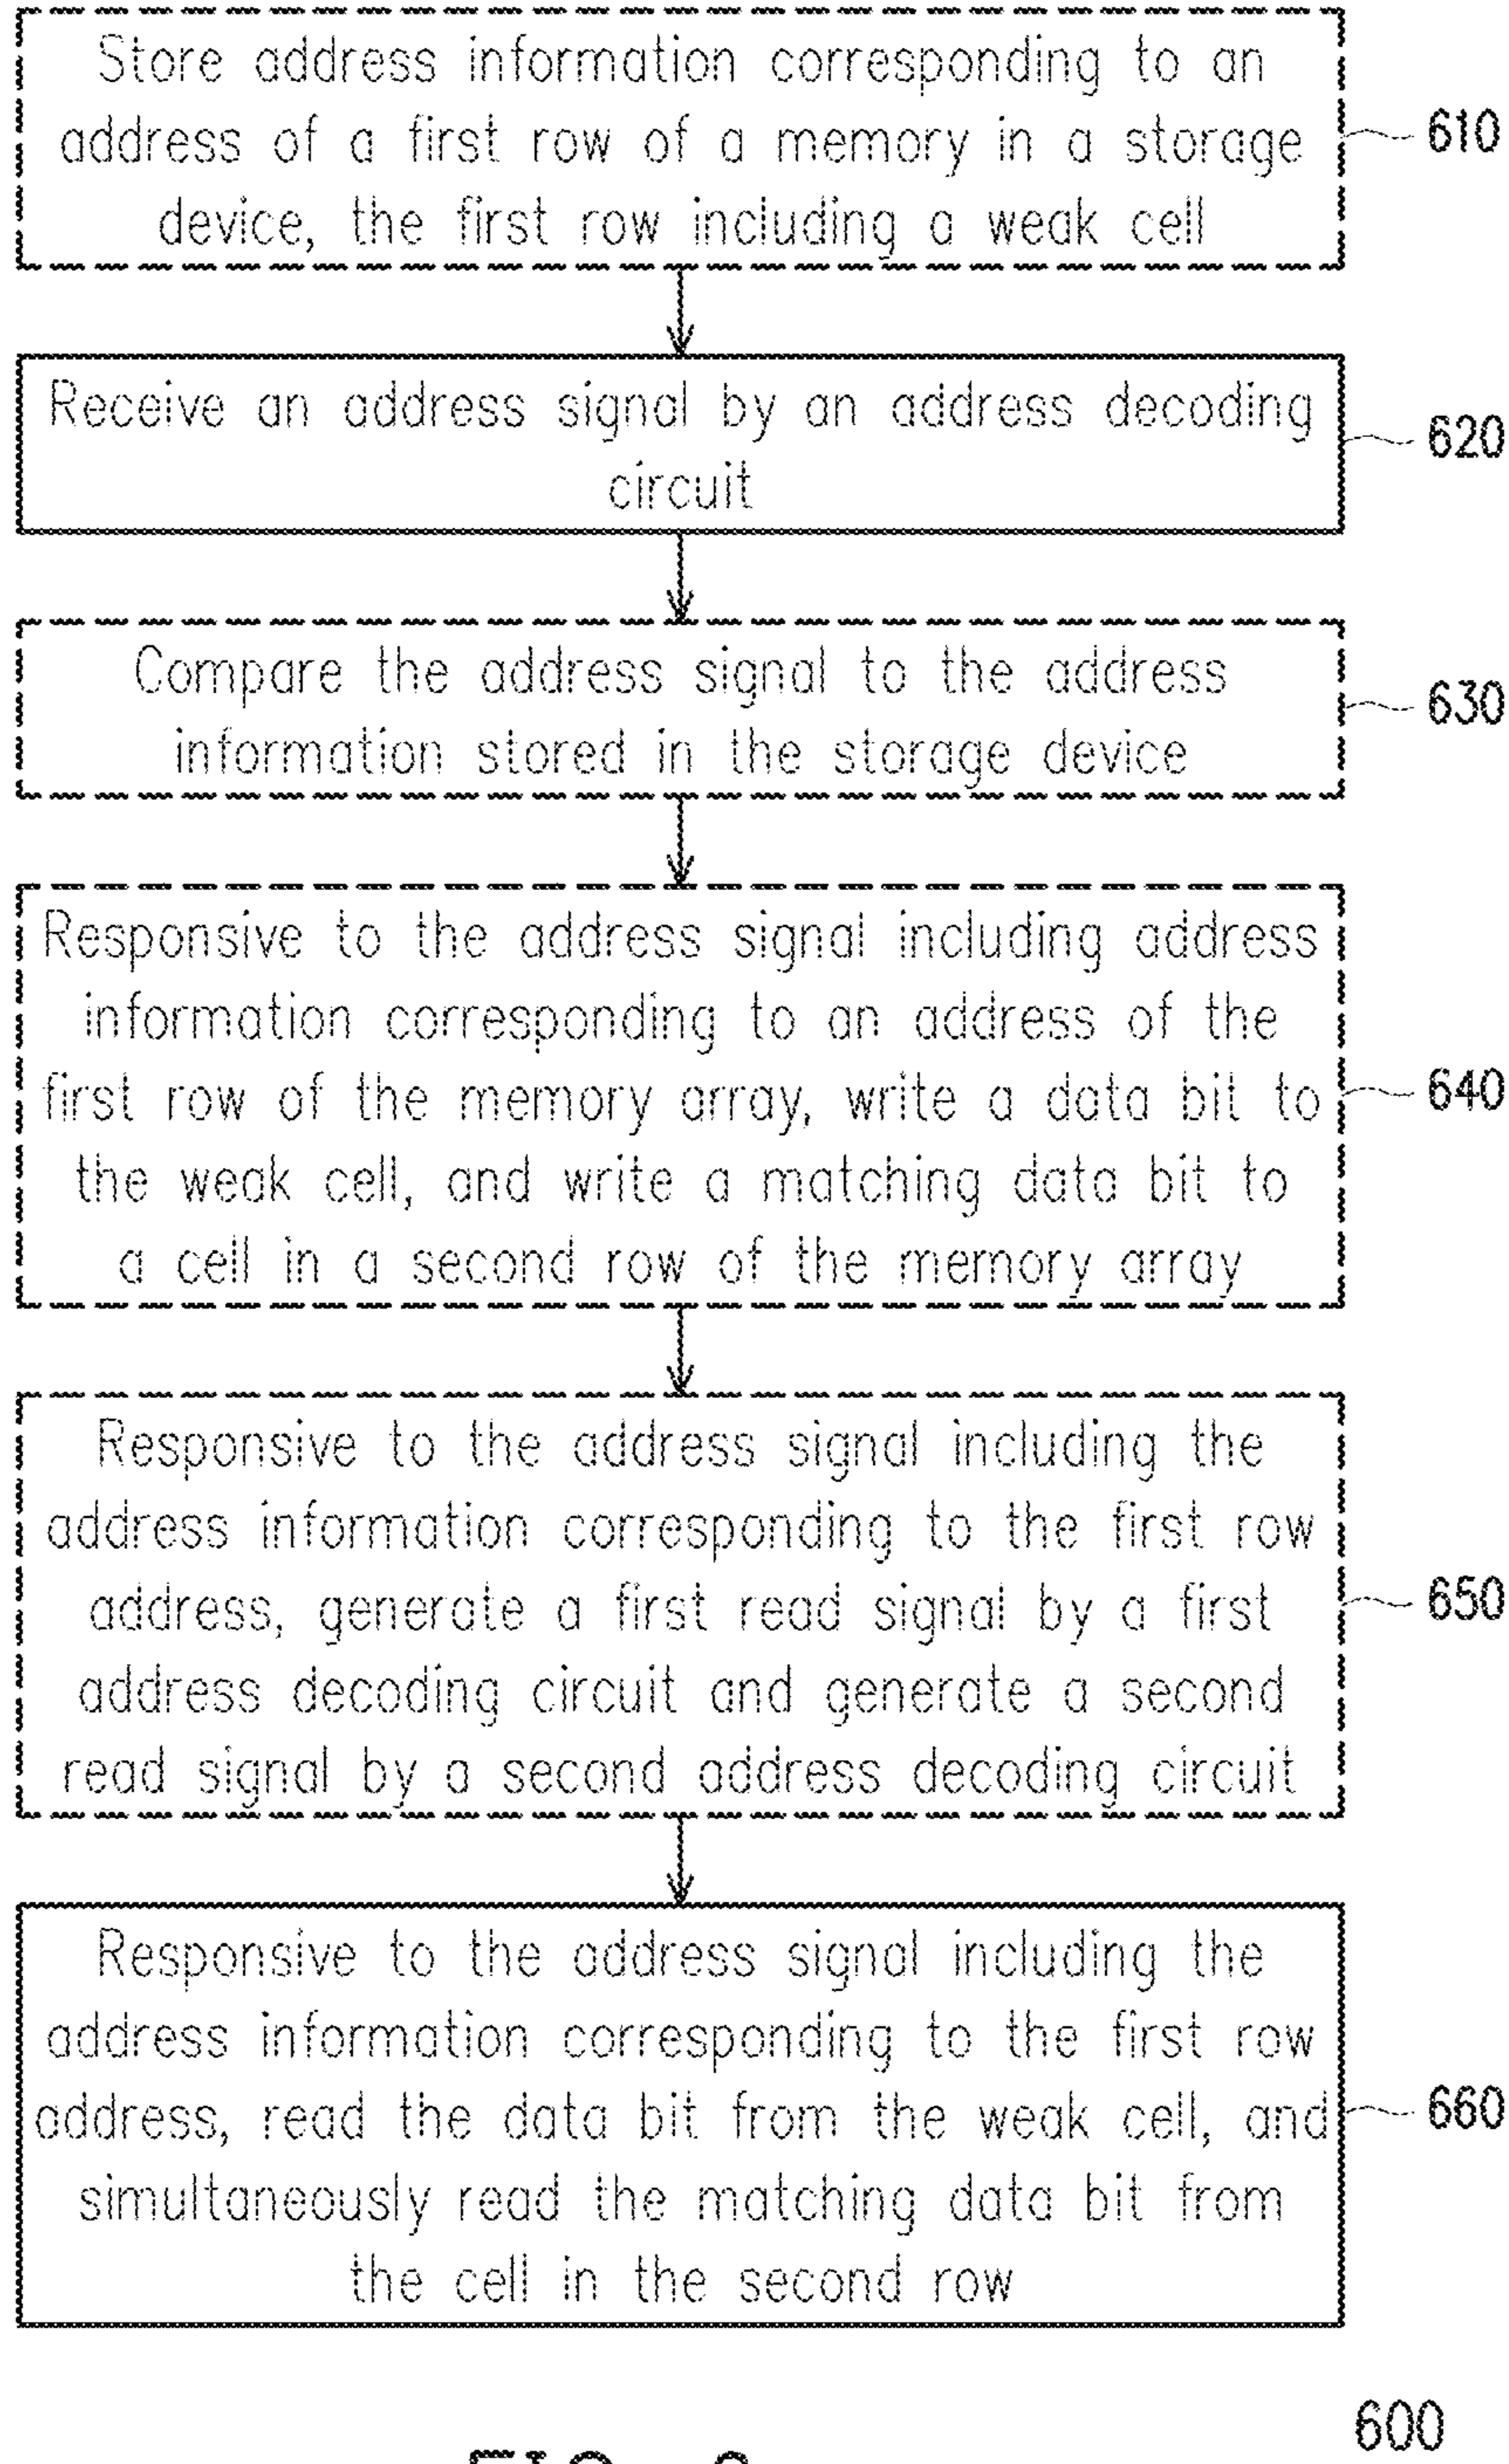 Store address information corresponding to an
address of a first row of a memory in a storage
device, the first row including a weak cell
610
Receive an address signal by an address decoding
circuit
620
Compare the address signal to the address
information stored in the storage device
630
Responsive to the address signal including address
information corresponding to an address of the
first row of the memory array, write a data bit to
the weak cell, and write a matching data bit to
a cell in a second row of the memory array
640
Responsive to the address signal including the
address information corresponding to the first row
address, generate a first read signal by a first
address decoding circuit and generate a second
read signal by a second address decoding circuit
650
Responsive to the address signal including the
address information corresponding to the first row
address, read the data bit from the weak cell, and
simultaneously read the matching data bit from
the cell in the second row
660
600